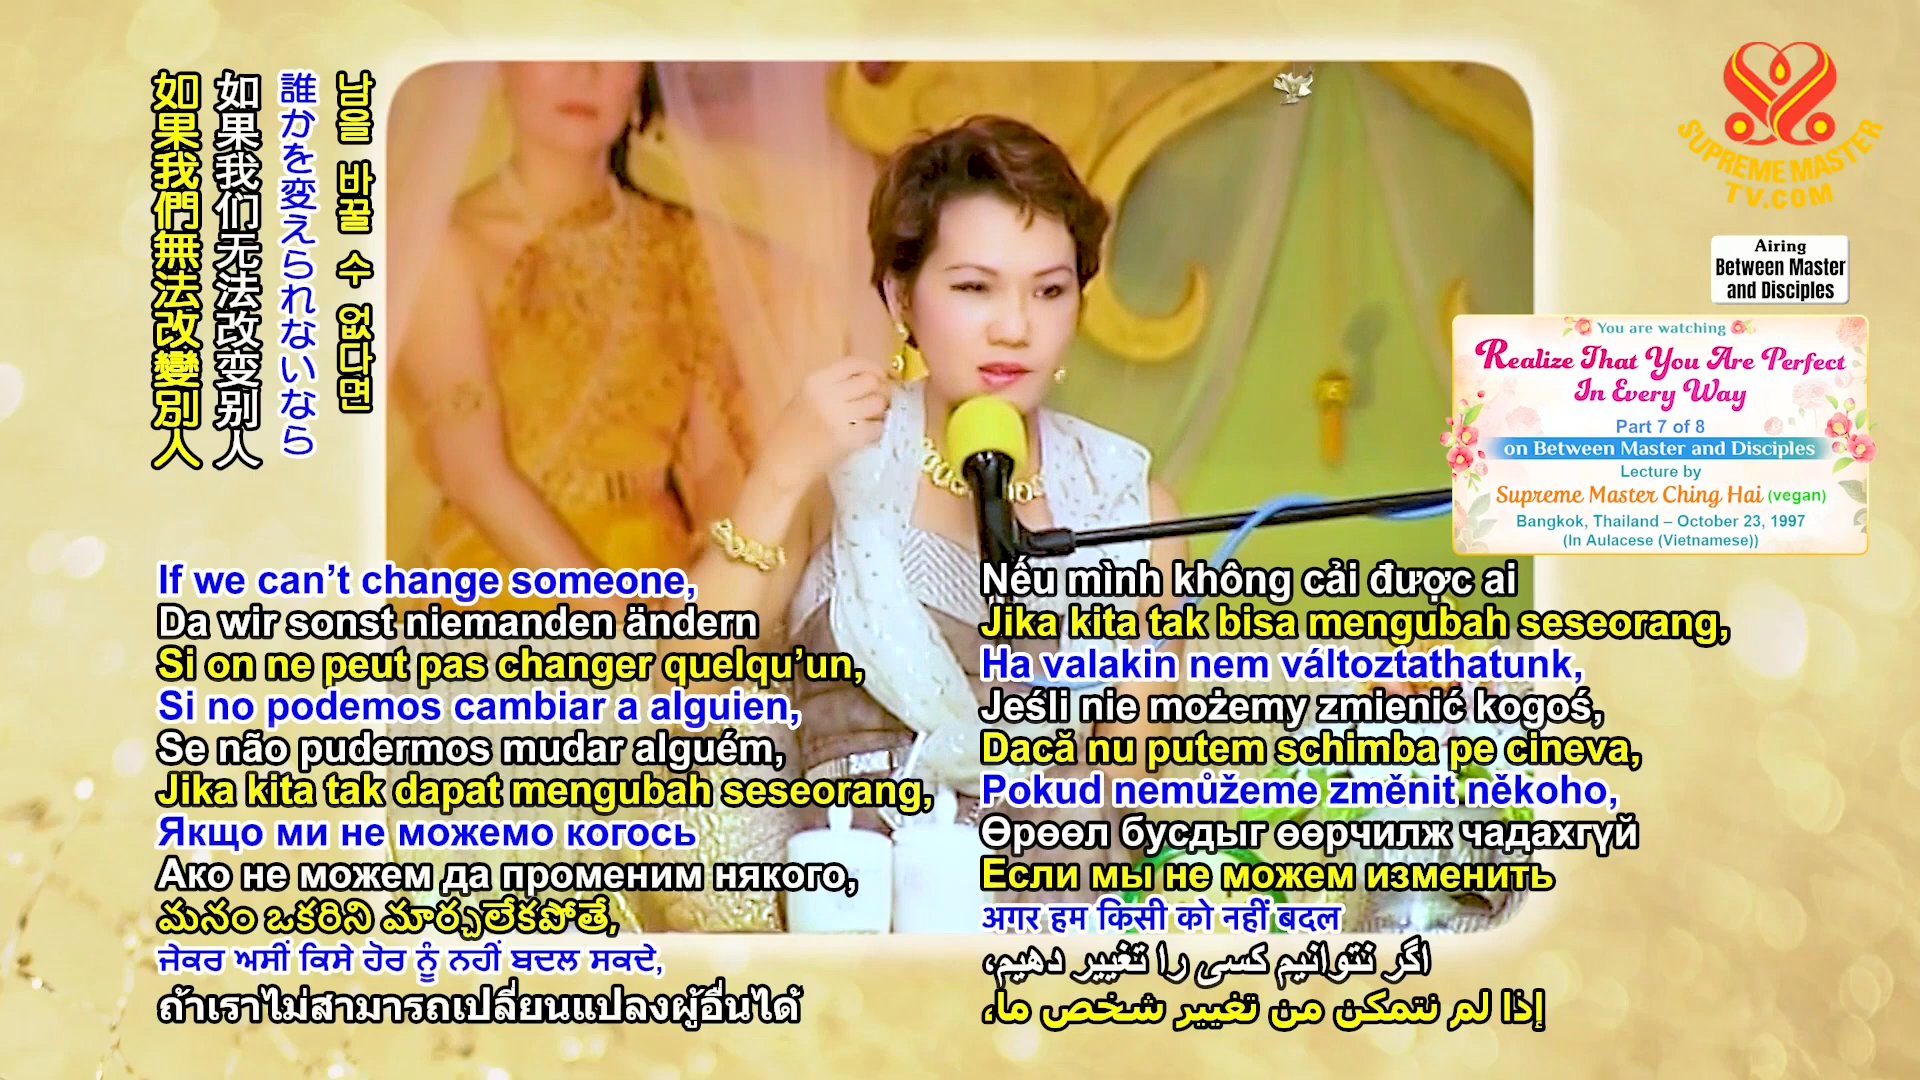 如果我們無法改變別人
如果我们无法改变别人
誰かを変えられないなら
남을 바꿀 수 없다면
SUPREME MASTER
TV.COM
Airing
Between Master
and Disciples
You are watching
Realize That You Are Perfect
In Every Way
Part 7 of 8
on Between Master and Disciples
Lecture by
Supreme Master Ching Hai (vegan)
Bangkok, Thailand – October 23, 1997
(In Aulacese (Vietnamese))
If we can’t change someone,
Da wir sonst niemanden ändern
Si on ne peut pas changer quelqu’un,
Si no podemos cambiar a alguien,
Se não pudermos mudar alguém,
Jika kita tak dapat mengubah seseorang,
Якщо ми не можемо когось
Ако не можем да променим някого,
మనం ఒకరిని మార్చలేకపోతే,
ਜੇਕਰ ਅਸੀਂ ਕਿਸੇ ਹੋਰ ਨੂੰ ਨਹੀਂ ਬਦਲ ਸਕਦੇ,
ถ้าเราไม่สามารถเปลี่ยนแปลงผู้อื่นได้
Nếu mình không cải được ai
Jika kita tak bisa mengubah seseorang,
Ha valakin nem változtathatunk,
Jeśli nie możemy zmienić kogoś,
Dacă nu putem schimba pe cineva,
Pokud nemůžeme změnit někoho,
Өрөөл бусдыг өөрчилж чадахгүй
Если мы не можем изменить
अगर हम किसी को नहीं बदल
اگر نتوانیم کسی را تغییر دهیم،
إذا لم نتمكن من تغيير شخص ما،